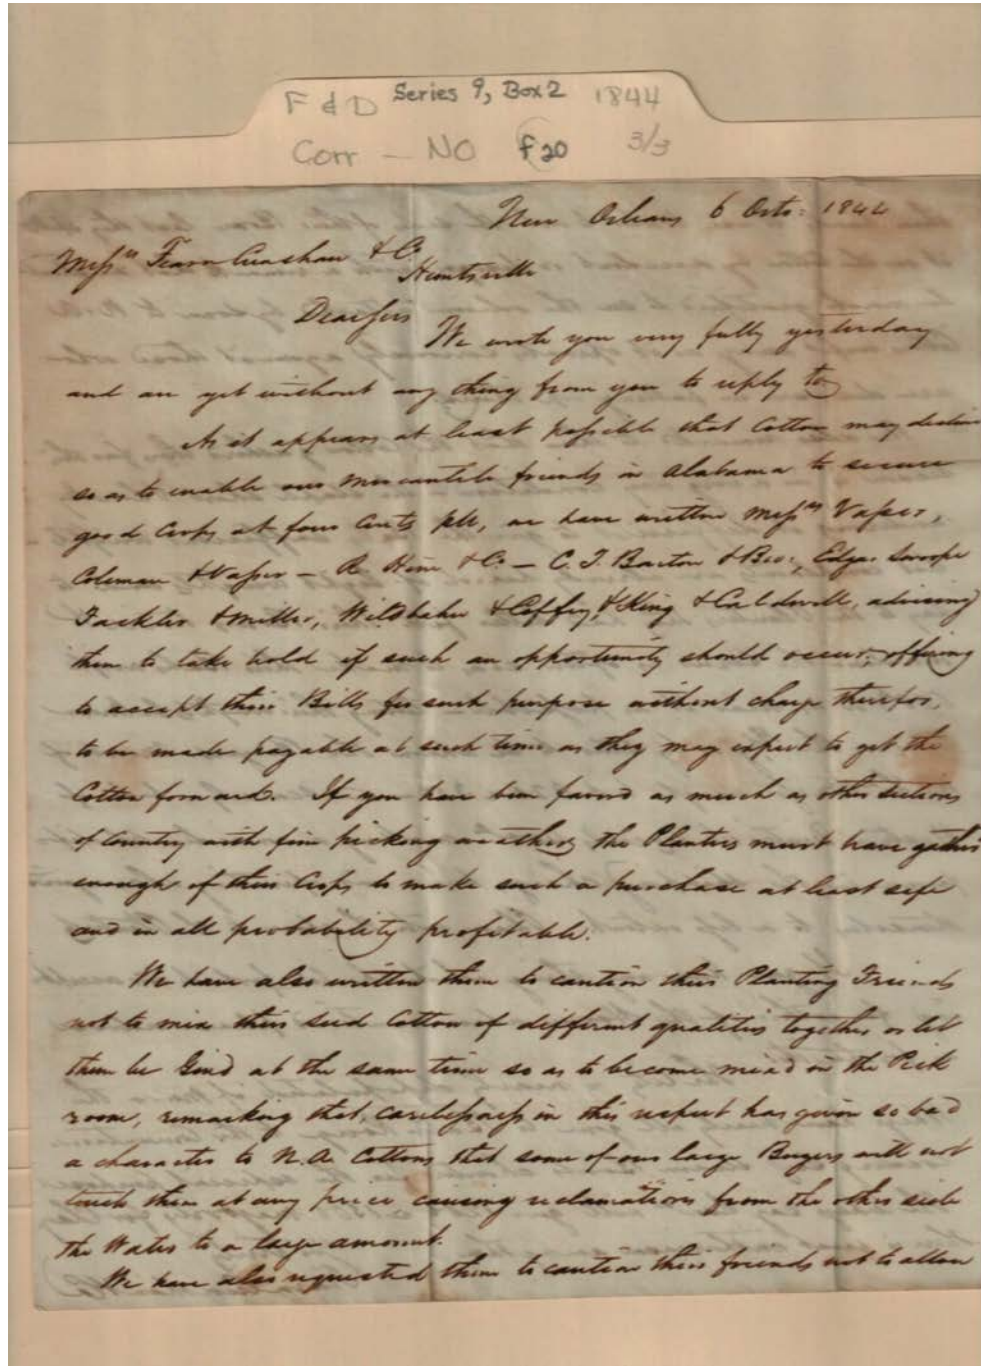 F & D Series 9, Box 2 1844
Corr – NO f20 3/3
New Orleans 6 Octo: 1844
Messrs Fearn Crenshaw & Co
Huntsville
Dear Sirs
We wrote you very fully yesterday
and are yet without any thing from you to reply to
As it appears at least possible that Cotton may decline
so as to enable our mercantile friends in Alabama to secure
good Crops at four Cents, we have written Messrs Vasser,
Coleman & Vasser – R Hine & Co – C. T. Barton & Bro:, Edgar Swoope
Fackler & Miller, & Coffey, & King & Caldwell, advising
them to take hold if such an opportunity should occur, offering
to accept their Bills for such purpose without charge therefor,
to be made payable at such time as they may expect to get the
Cotton forward. If you have been favored as much as other sections
of Country with fine picking weather, the Planters must have gather
enough of their Crops to make such a purchase at least safe
and in all probability profitable.
We have also written them to caution their Planting Friends
not to mix their seed Cotton of different qualities together or let
them be Gin'd at the same time so as to become mix'd in the Pick
room, remarking that, carelessness in this respect has given so bad
a character to N. A. Cottons that some of our large Buyers will not
touch them at any price causing reclamations from the other side
the Water to a large amount.
We have also requested them to caution their friends not to allow